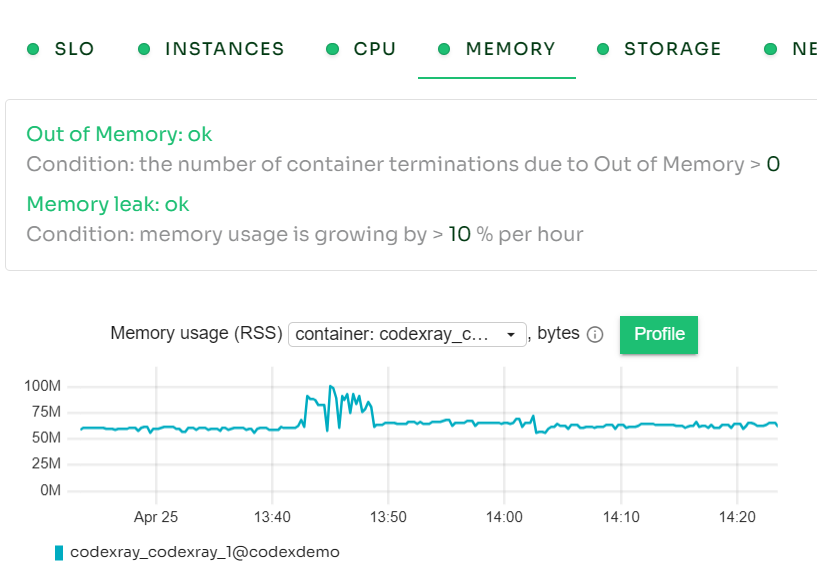 SLO INSTANCES CPU MEMORY STORAGE NE
Out of Memory: ok
Condition: the number of container terminations due to Out of Memory > 0
Memory leak: ok
Condition: memory usage is growing by > 10 % per hour
Memory usage (RSS) container: codexray_c... , bytes Profile
100M
75M
50M
25M
0M
Apr 25 13:40 13:50 14:00 14:10 14:20
codexray_codexray_1@codexdemo